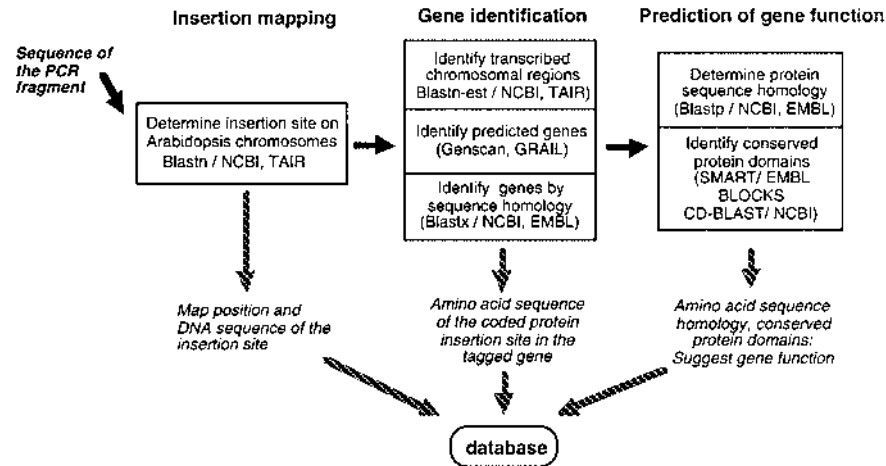 Insertion mapping
Gene identification
Prediction of gene function
Sequence of
the PCR
fragment
Determine insertion site on
Arabidopsis chromosomes
Blastn / NCBI, TAIR
Identify transcribed
chromosomal regions
Blastn-est / NCBI, TAIR)
Identify predicted genes
(Genscan, GRAIL)
Identify genes by
sequence homology
(Blastx / NCBI, EMBL)
Determine protein
sequence homology
(Blastp / NCBI, EMBL)
Identify conserved
protein domains
(SMART/ EMBL
BLOCKS
CD-BLAST/ NCBI)
Map position and
DNA sequence of the
insertion site
Amino acid sequence
of the coded protein
insertion site in the
tagged gene
Amino acid sequence
homology, conserved
protein domains:
Suggest gene function
database